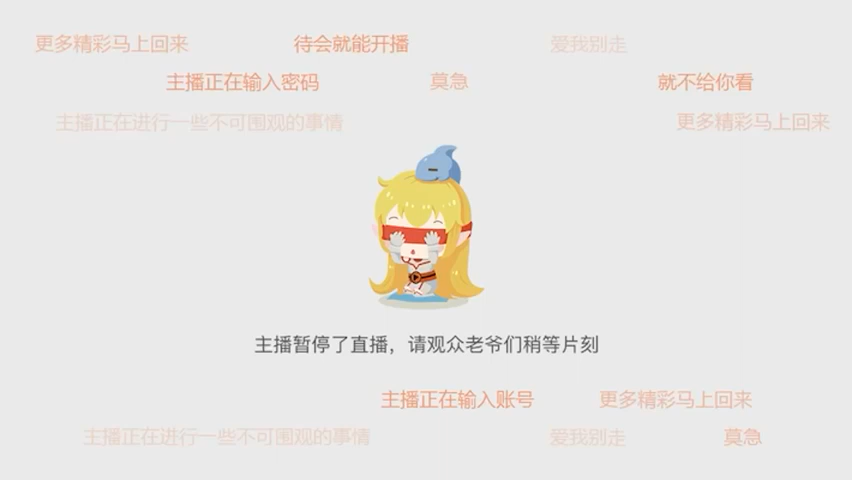 更多精彩马上回来 待会就能开播 爱我别走
主播正在输入密码 莫急 就不给你看
主播正在进行一些不可围观的事情 更多精彩马上回来
主播暂停了直播，请观众老爷们稍等片刻
主播正在输入账号 更多精彩马上回来
主播正在进行一些不可围观的事情 爱我别走 莫急